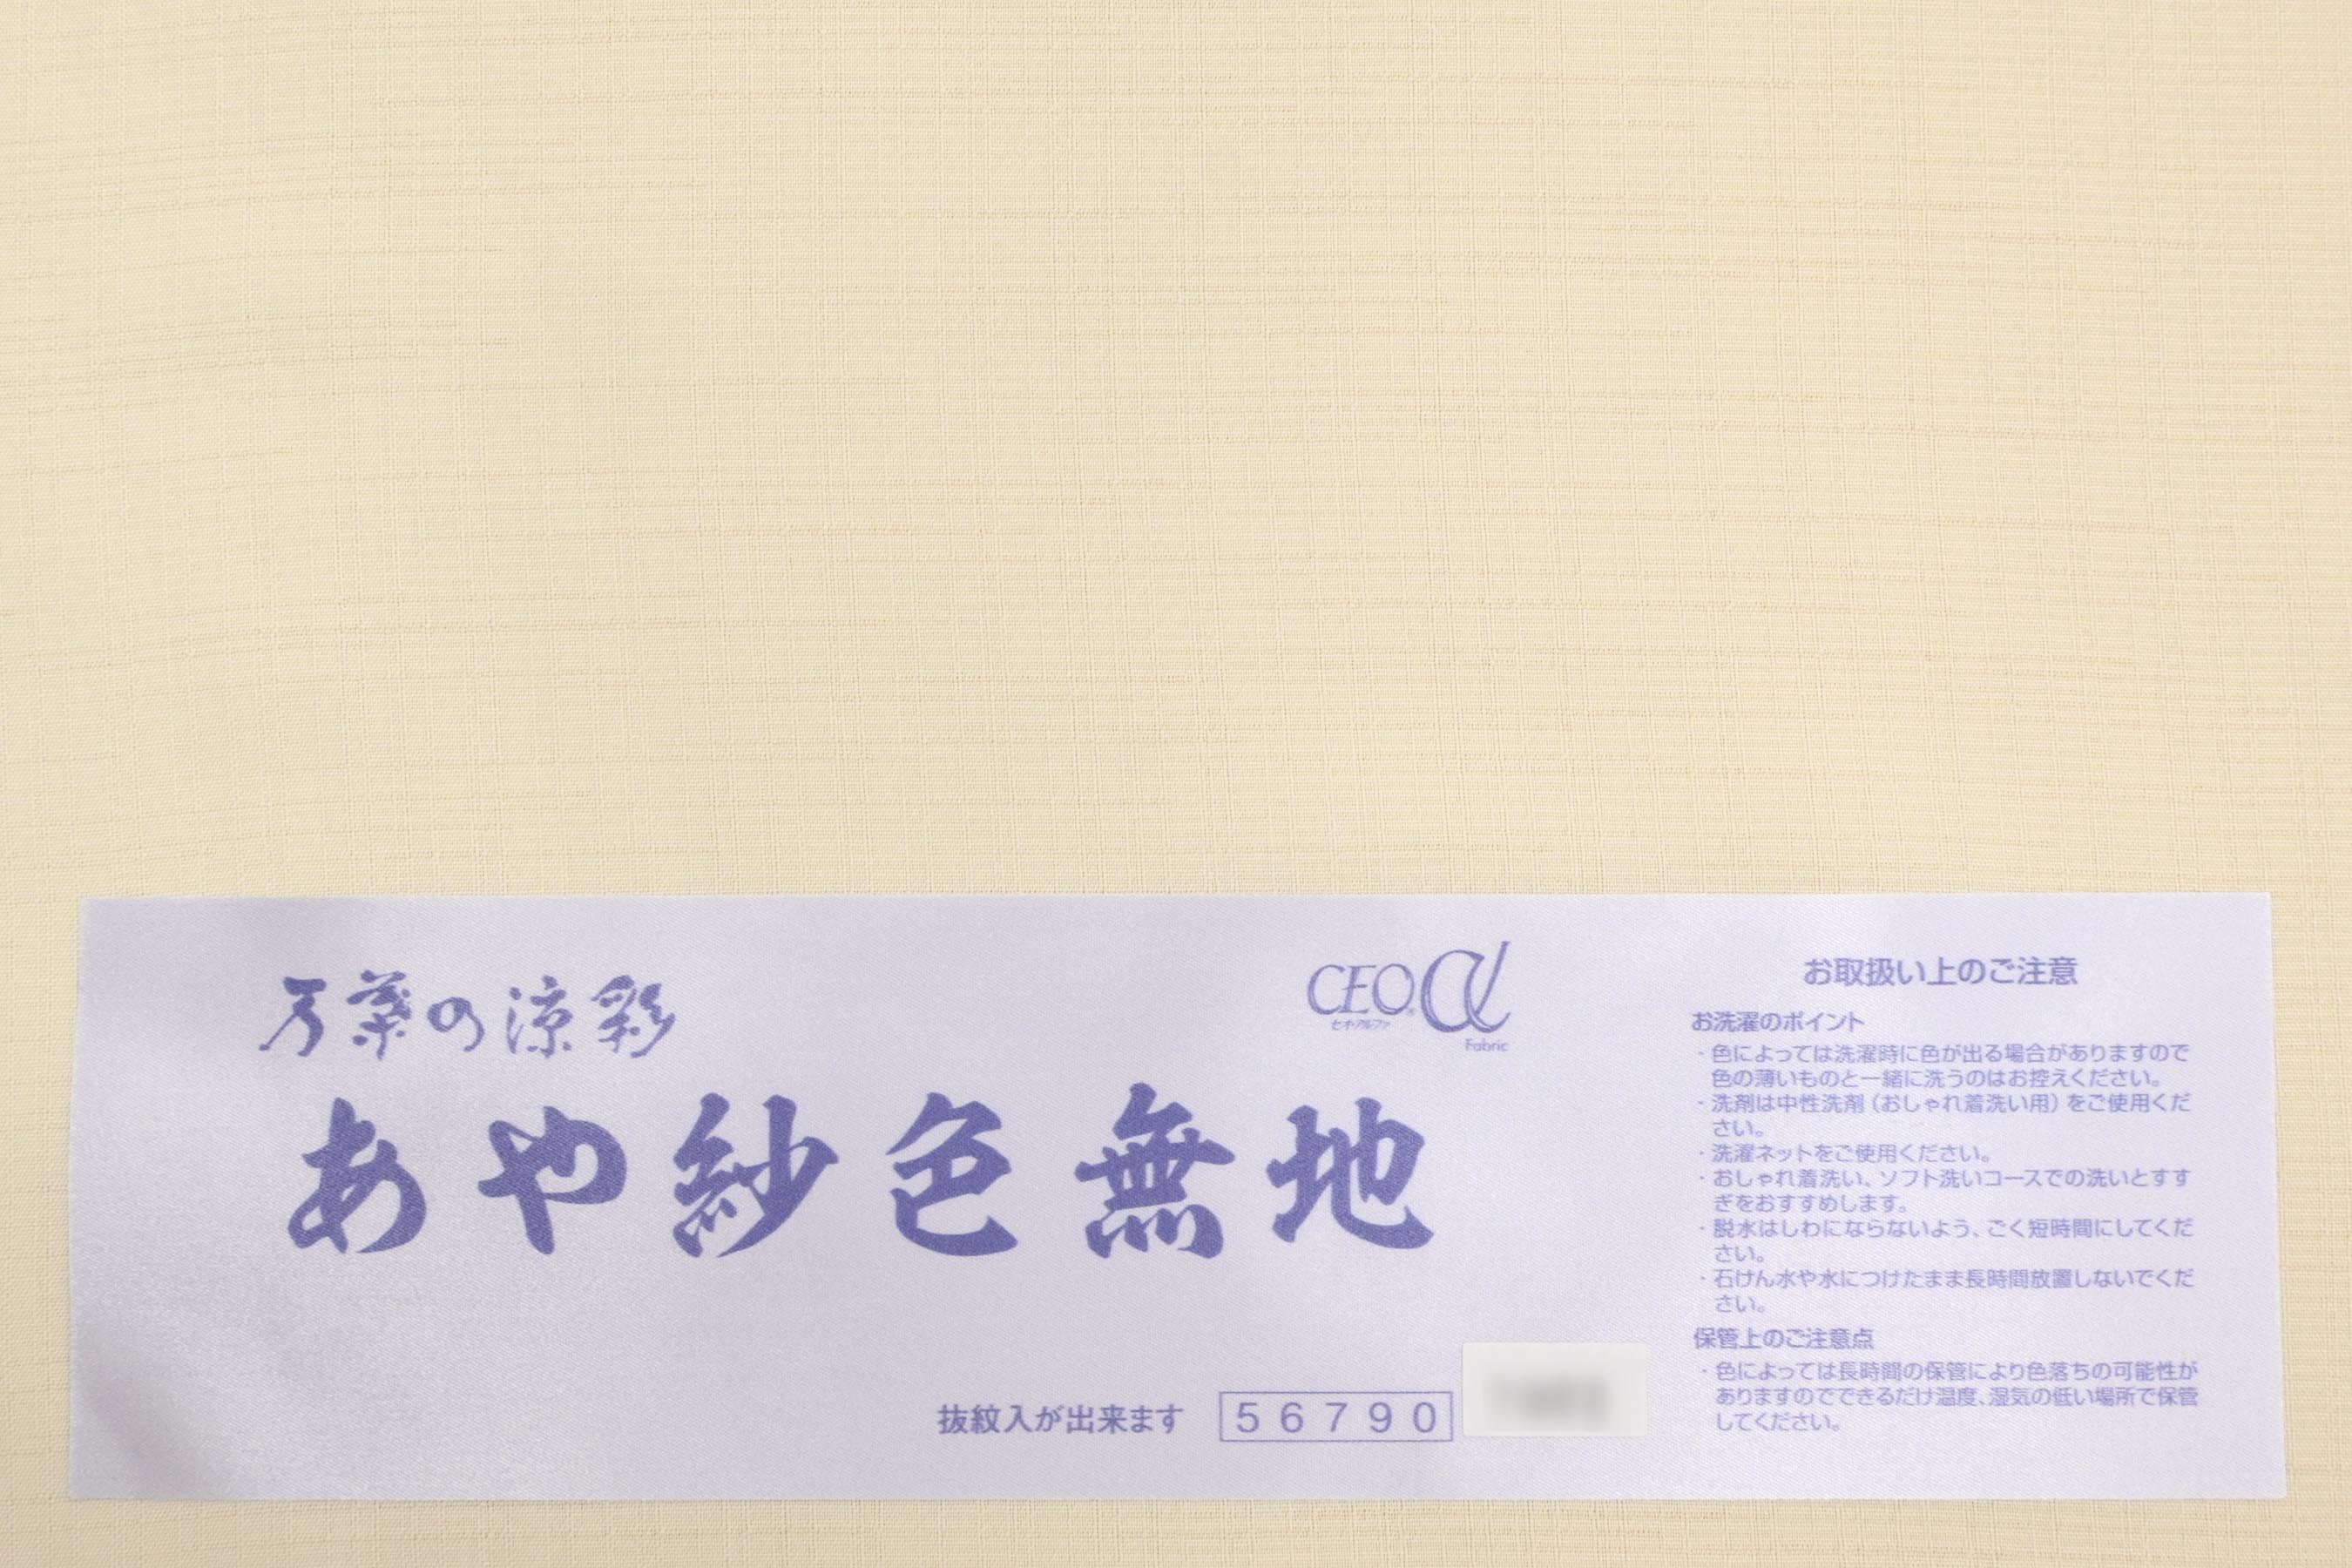 万葉の涼彩
CEOα
セオ・アルファ
Fabric
あや紗色無地
抜紋入が出来ます 56790
お取扱い上のご注意
お洗濯のポイント
・色によっては洗濯時に色が出る場合がありますので
色の薄いものと一緒に洗うのはお控えください。
・洗剤は中性洗剤（おしゃれ着洗い用）をご使用くだ
さい。
・洗濯ネットをご使用ください。
・おしゃれ着洗い、ソフト洗いコースでの洗いとすす
ぎをおすすめします。
・脱水はしわにならないよう、ごく短時間にしてくだ
さい。
・石けん水や水につけたまま長時間放置しないでくだ
さい。
保管上のご注意点
・色によっては長時間の保管により色落ちの可能性が
ありますのでできるだけ温度、湿気の低い場所で保管
してください。